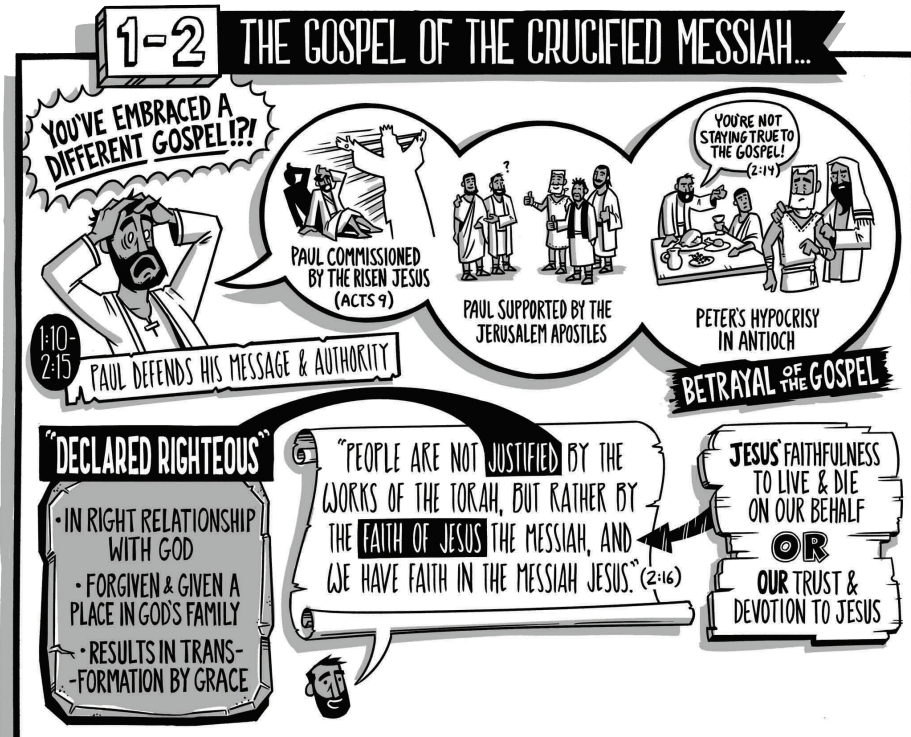 1-2
THE GOSPEL OF THE CRUCIFIED MESSIAH...
YOU'VE EMBRACED A
DIFFERENT GOSPEL!?!
PAUL COMMISSIONED
BY THE RISEN JESUS
(ACTS 9)
?
PAUL SUPPORTED BY THE
JERUSALEM APOSTLES
YOU'RE NOT
STAYING TRUE TO
THE GOSPEL!
(2:14)
PETER'S HYPOCRISY
IN ANTIOCH
BETRAYAL OF THE GOSPEL
1:10-
2:15
PAUL DEFENDS HIS MESSAGE & AUTHORITY
"DECLARED RIGHTEOUS"
• IN RIGHT RELATIONSHIP
WITH GOD
• FORGIVEN & GIVEN A
PLACE IN GOD'S FAMILY
• RESULTS IN TRANS-
-FORMATION BY GRACE
"PEOPLE ARE NOT JUSTIFIED BY THE
WORKS OF THE TORAH, BUT RATHER BY
THE FAITH OF JESUS THE MESSIAH, AND
WE HAVE FAITH IN THE MESSIAH JESUS." (2:16)
JESUS' FAITHFULNESS
TO LIVE & DIE
ON OUR BEHALF
OR
OUR TRUST &
DEVOTION TO JESUS